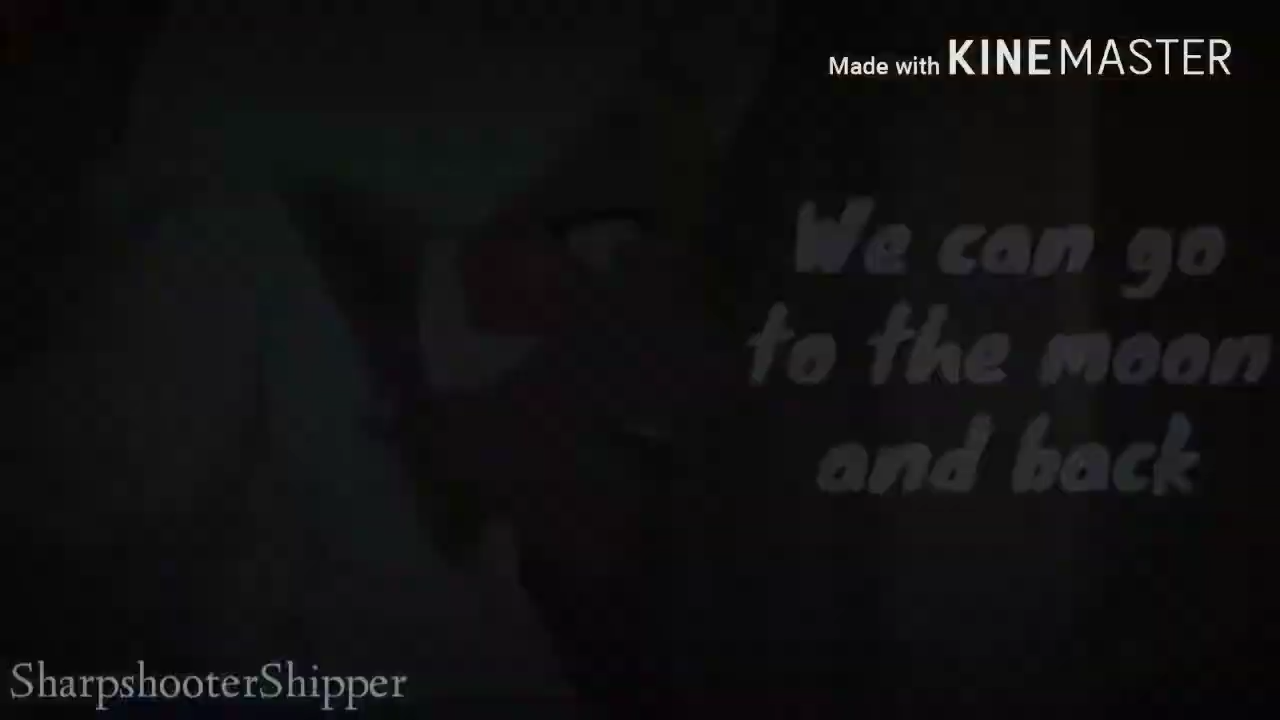 Made with KINEMASTER
We can go
to the moon
and back
SharpshooterShipper